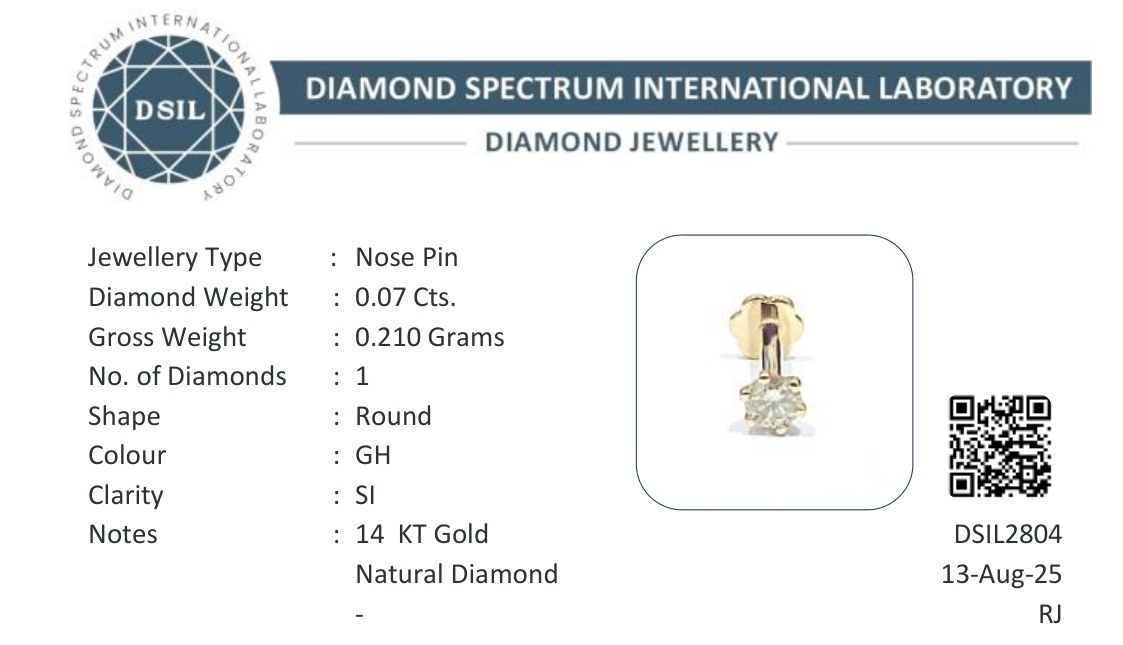 DIAMOND SPECTRUM INTERNATIONAL LABORATORY
DSIL
DIAMOND SPECTRUM INTERNATIONAL LABORATORY
DIAMOND JEWELLERY
Jewellery Type : Nose Pin
Diamond Weight : 0.07 Cts.
Gross Weight : 0.210 Grams
No. of Diamonds : 1
Shape : Round
Colour : GH
Clarity : SI
Notes : 14 KT Gold
Natural Diamond
-
DSIL2804
13-Aug-25
RJ